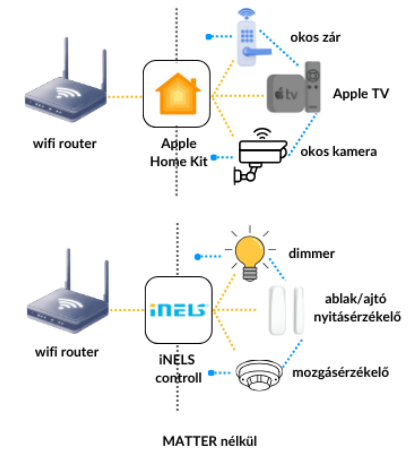 okos zár
tv
Apple TV
wifi router
Apple
Home Kit
okos kamera
dimmer
iNELS
ablak/ajtó
nyitásérzékelő
wifi router
iNELS
controll
mozgásérzékelő
MATTER nélkül